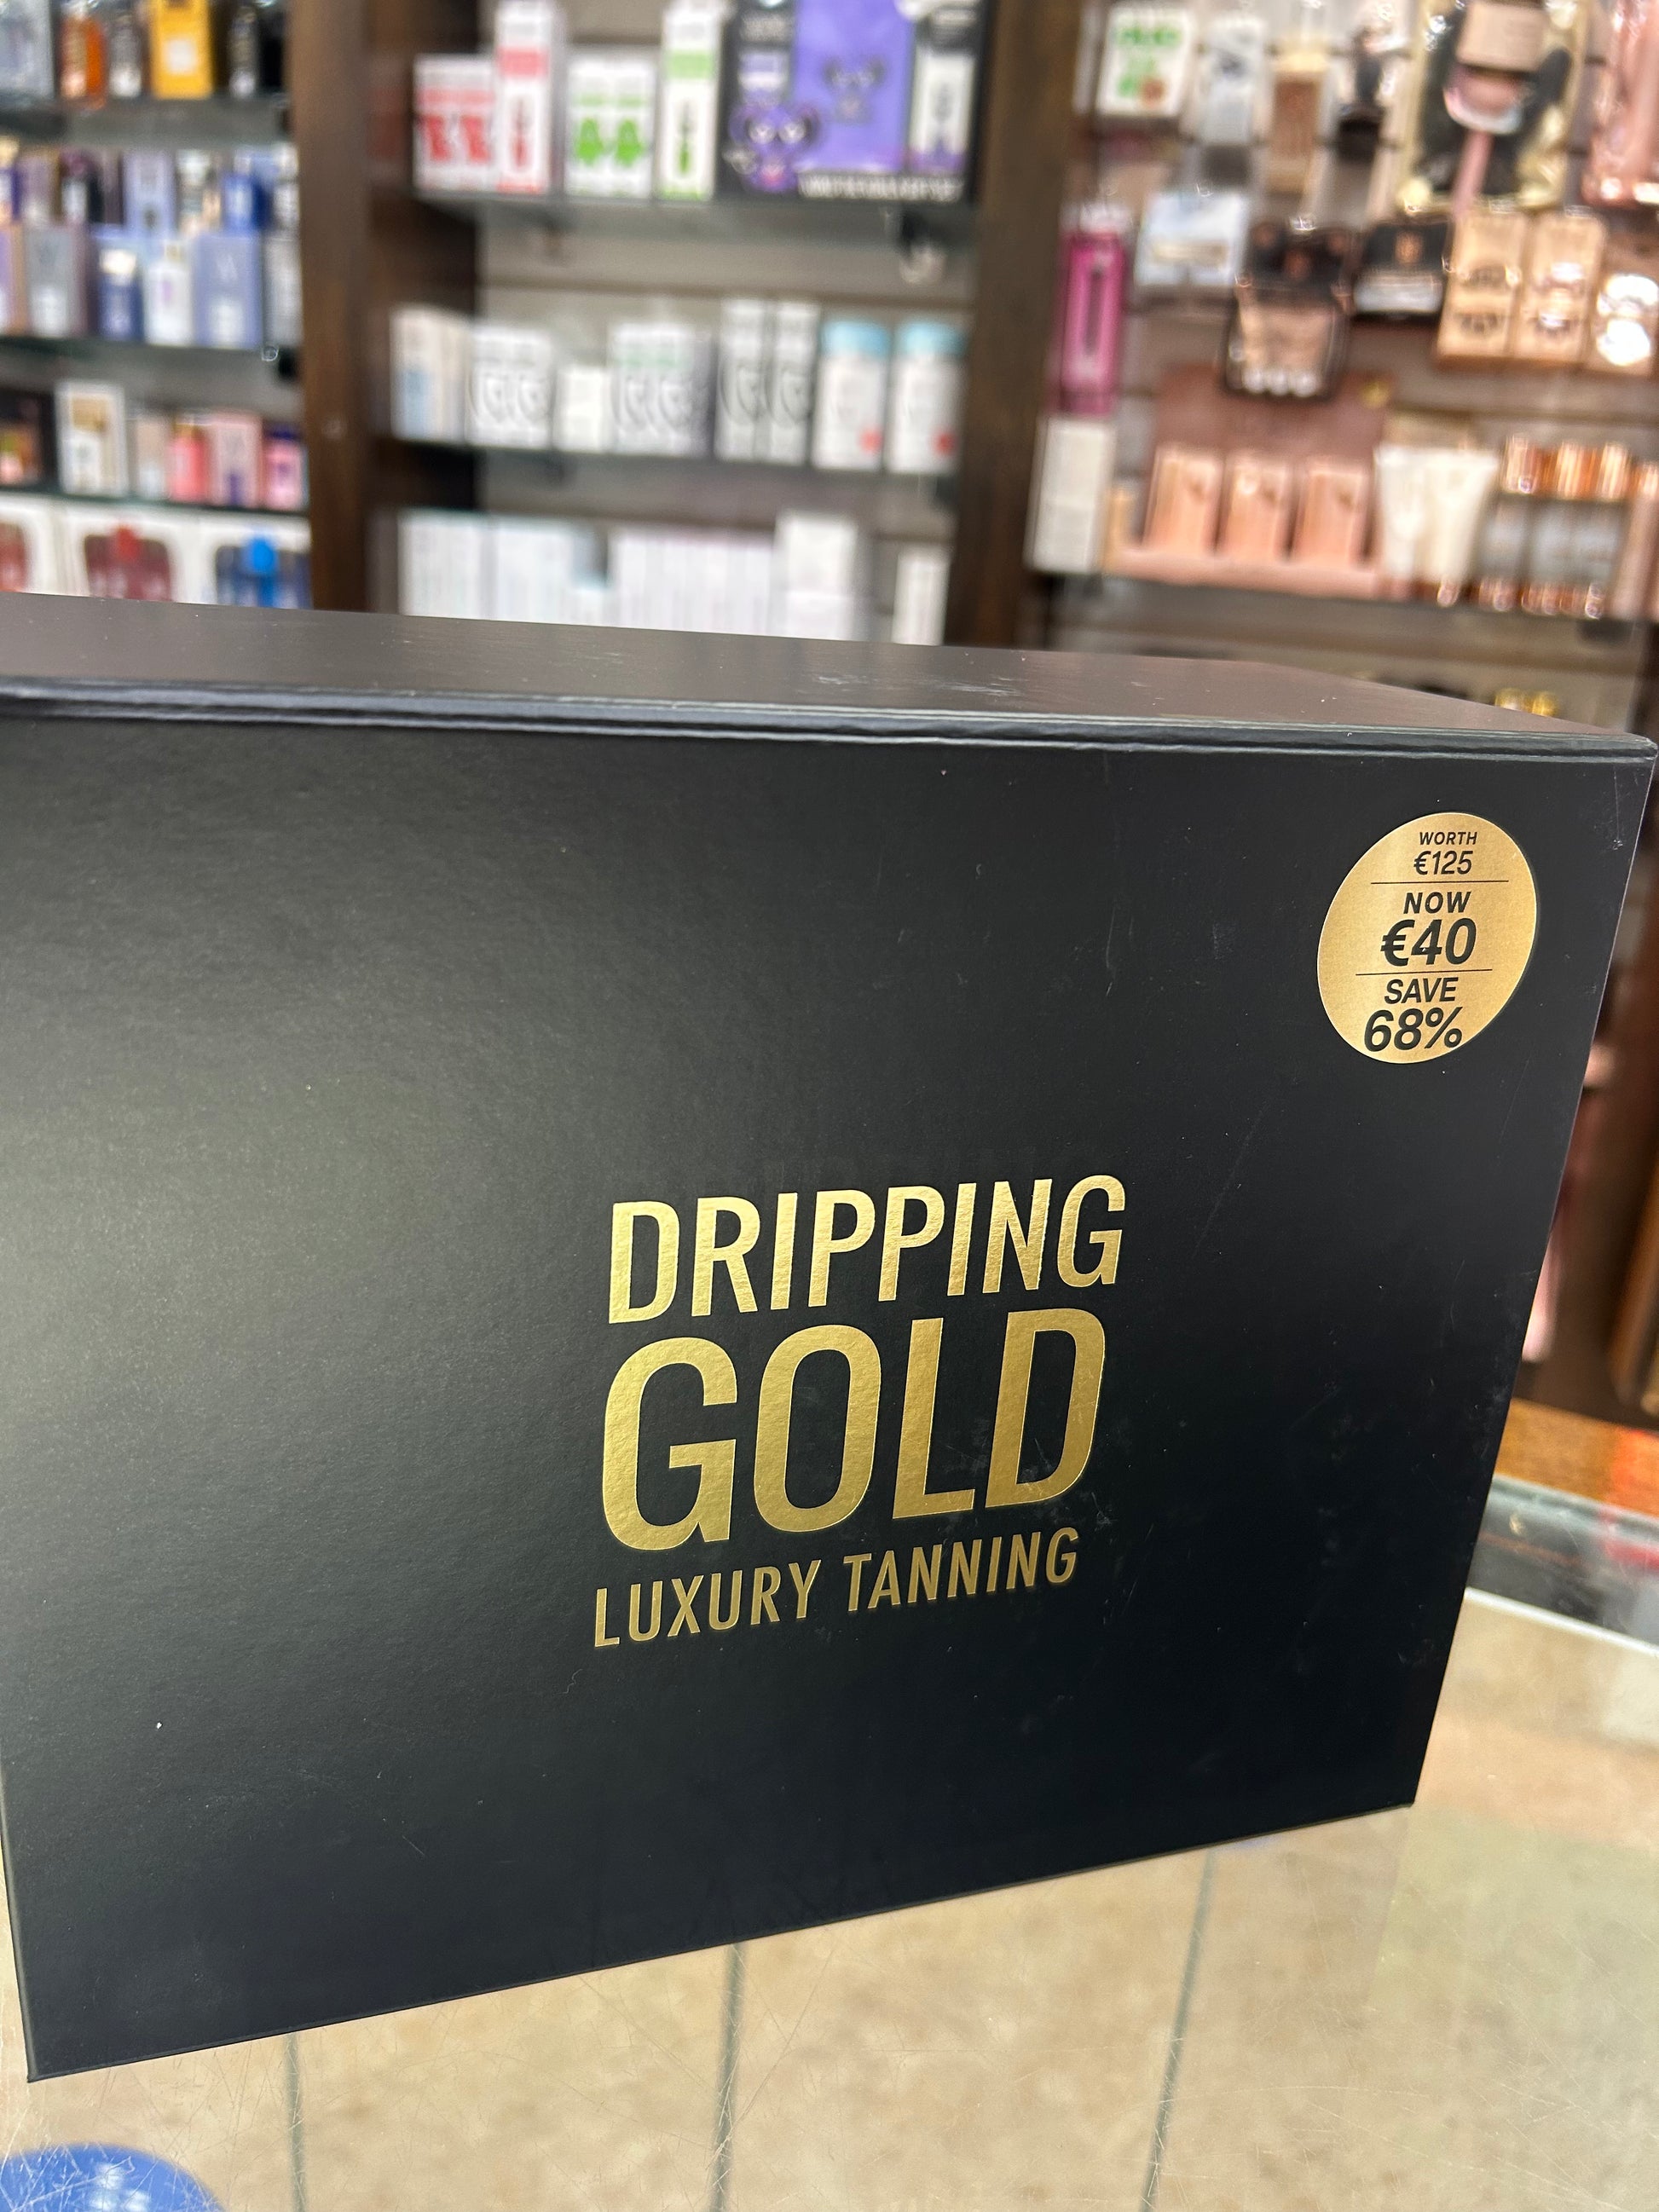 WORTH
€125
NOW
€40
SAVE
68%
DRIPPING
GOLD
LUXURY TANNING